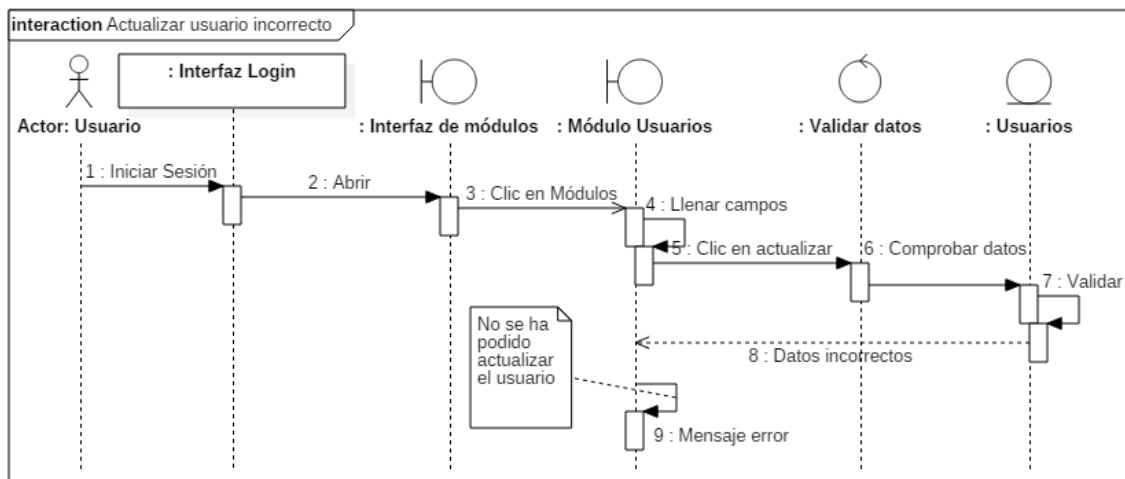 interaction Actualizar usuario incorrecto
: Interfaz Login
Actor: Usuario
: Interfaz de módulos
: Módulo Usuarios
: Validar datos
: Usuarios
1 : Iniciar Sesión
2 : Abrir
3 : Clic en Módulos
4 : Llenar campos
5 : Clic en actualizar
6 : Comprobar datos
7 : Validar
8 : Datos incorrectos
No se ha
podido
actualizar
el usuario
9 : Mensaje error